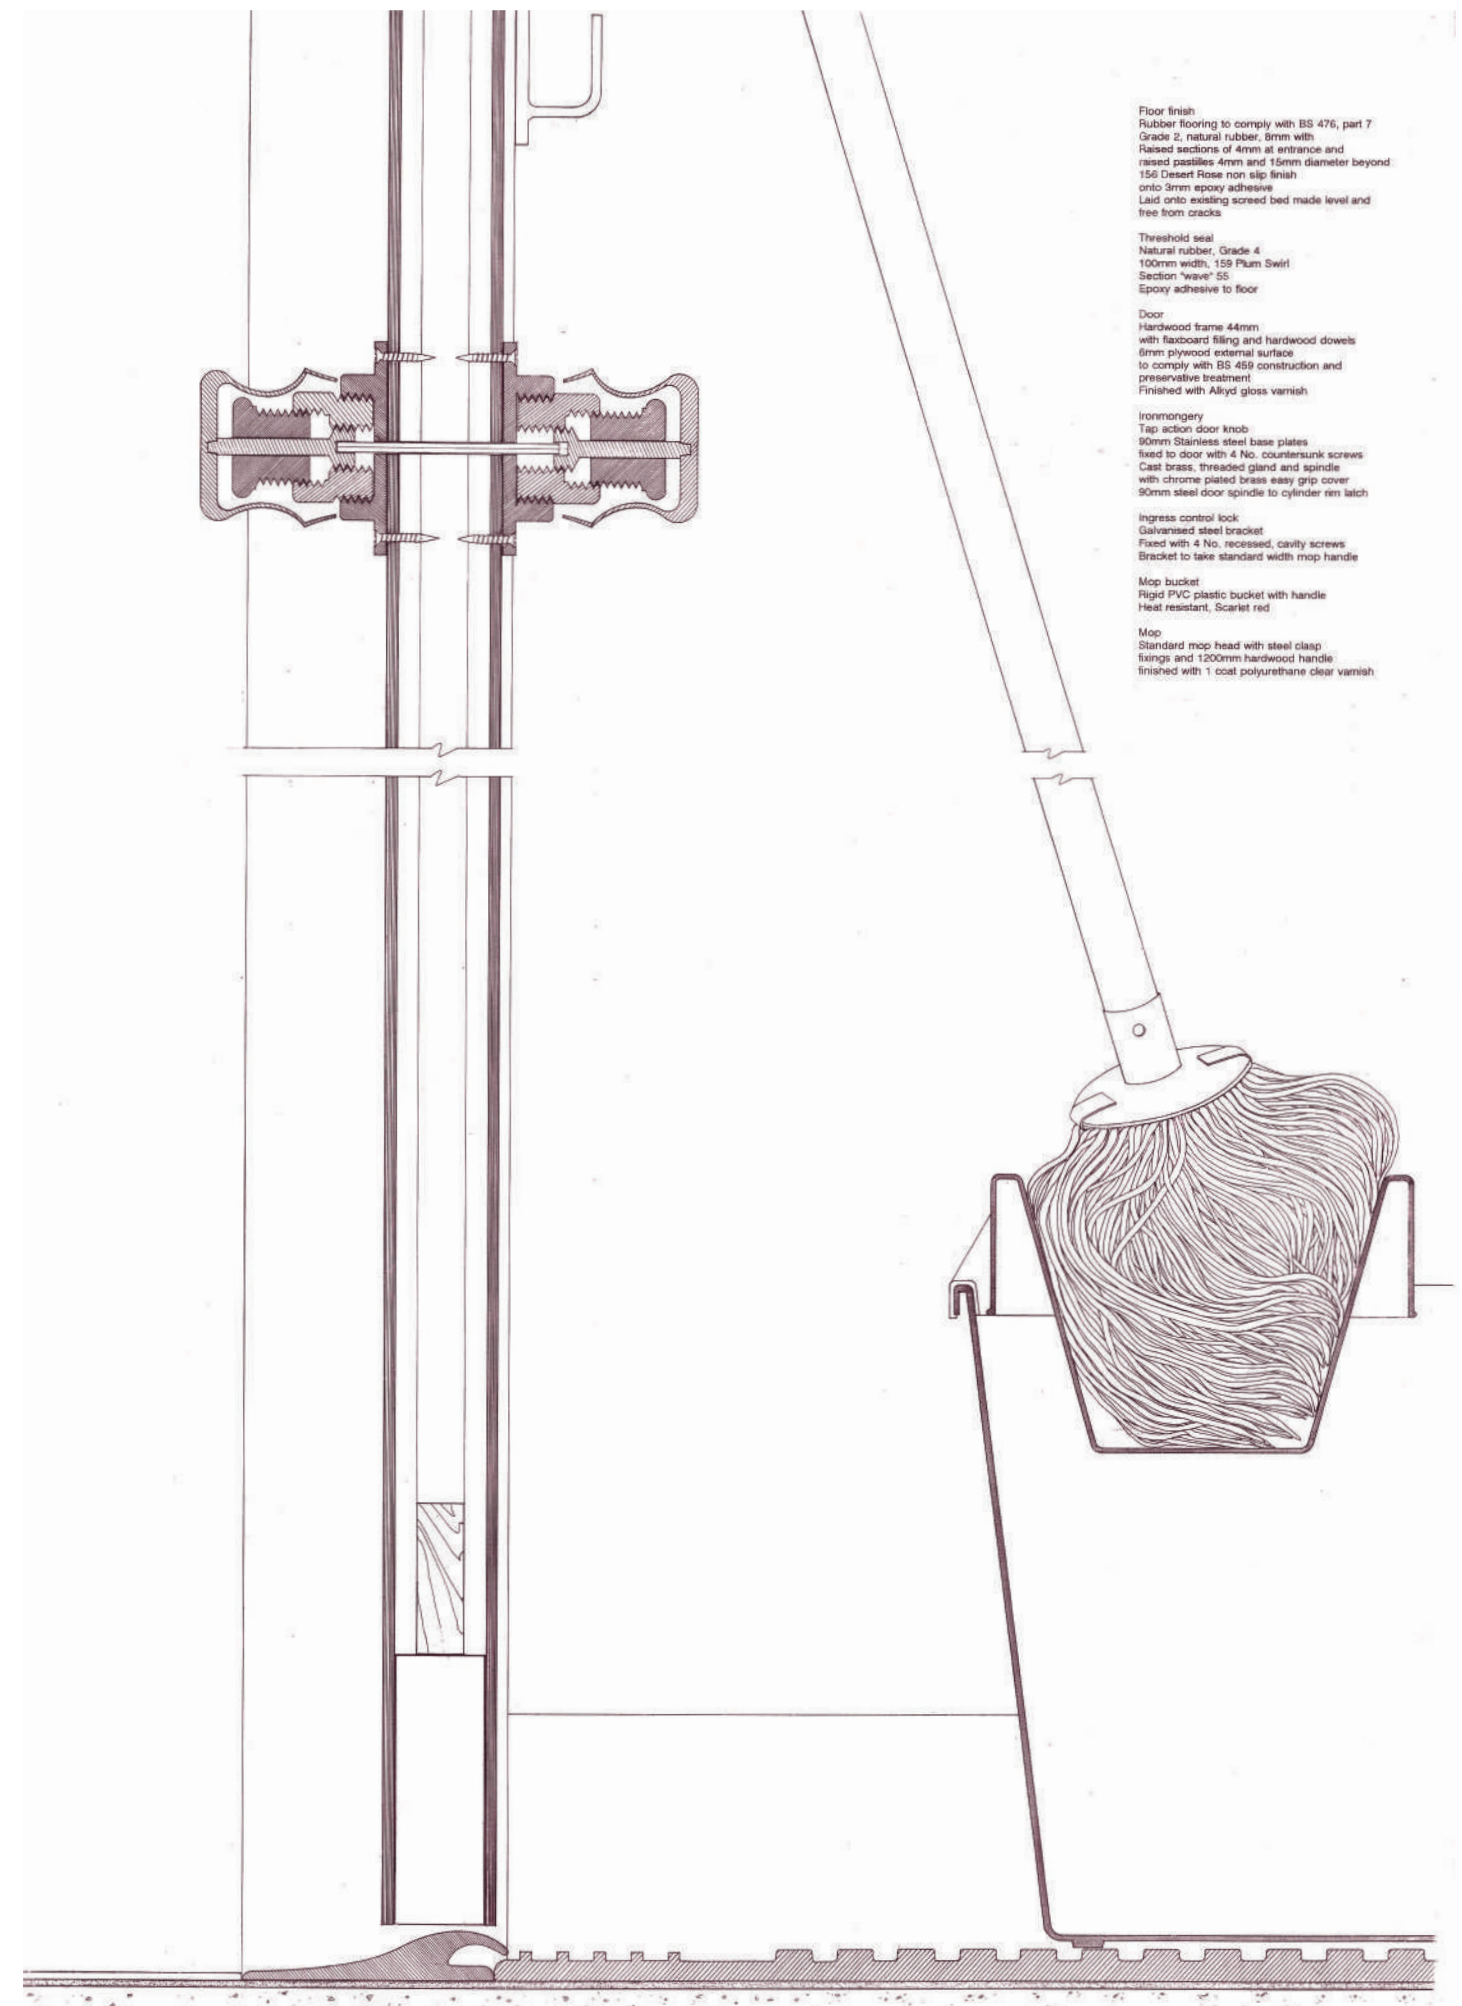 Floor finish
Rubber flooring to comply with BS 476, part 7
Grade 2, natural rubber, 8mm with
Raised sections of 4mm at entrance and
raised pastilles 4mm and 15mm diameter beyond
156 Desert Rose non slip finish
onto 3mm epoxy adhesive
Laid onto existing screed bed made level and
free from cracks
Threshold seal
Natural rubber, Grade 4
100mm width, 159 Plum Swirl
Section "wave" 55
Epoxy adhesive to floor
Door
Hardwood frame 44mm
with flaxboard filling and hardwood dowels
6mm plywood external surface
to comply with BS 459 construction and
preservative treatment
Finished with Alkyd gloss varnish
Ironmongery
Tap action door knob
90mm Stainless steel base plates
fixed to door with 4 No. countersunk screws
Cast brass, threaded gland and spindle
with chrome plated brass easy grip cover
90mm steel door spindle to cylinder rim latch
Ingress control lock
Galvanised steel bracket
Fixed with 4 No. recessed, cavity screws
Bracket to take standard width mop handle
Mop bucket
Rigid PVC plastic bucket with handle
Heat resistant, Scarlet red
Mop
Standard mop head with steel clasp
fixings and 1200mm hardwood handle
finished with 1 coat polyurethane clear varnish